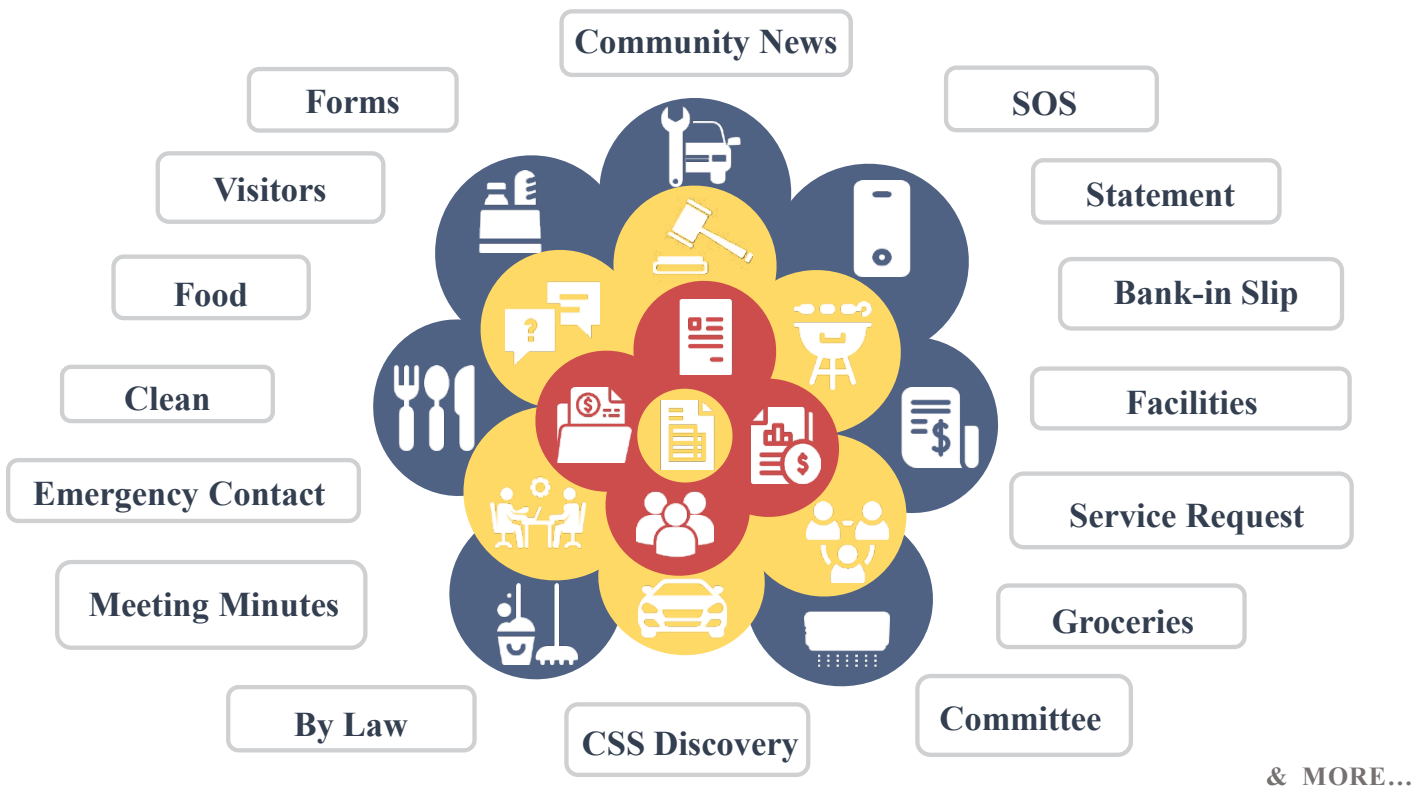 Community News
Forms
SOS
Visitors
Statement
Food
Bank-in Slip
Clean
Facilities
Emergency Contact
Service Request
Meeting Minutes
Groceries
By Law
CSS Discovery
Committee
& MORE...
?
$
$
$